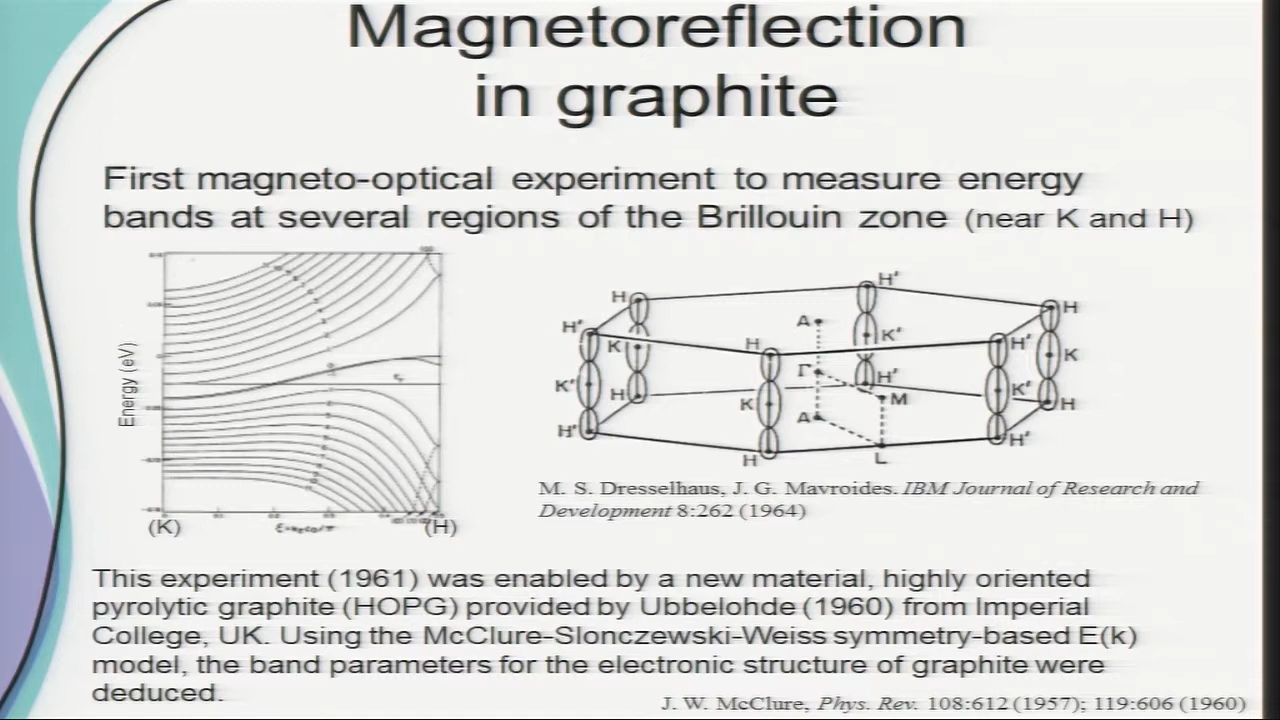 Magnetoreflection
in graphite
First magneto-optical experiment to measure energy
bands at several regions of the Brillouin zone (near K and H)
Energy (eV)
(K)
(H)
H
H'
H
H'
K
A
K'
H'
H
H'
K
K'
H
Γ
H'
M
K
K'
H
H'
A
H'
H
L
M. S. Dresselhaus, J. G. Mavroides. IBM Journal of Research and
Development 8:262 (1964)
This experiment (1961) was enabled by a new material, highly oriented
pyrolytic graphite (HOPG) provided by Ubbelohde (1960) from Imperial
College, UK. Using the McClure-Slonczewski-Weiss symmetry-based E(k)
model, the band parameters for the electronic structure of graphite were
deduced.
J. W. McClure, Phys. Rev. 108:612 (1957); 119:606 (1960)